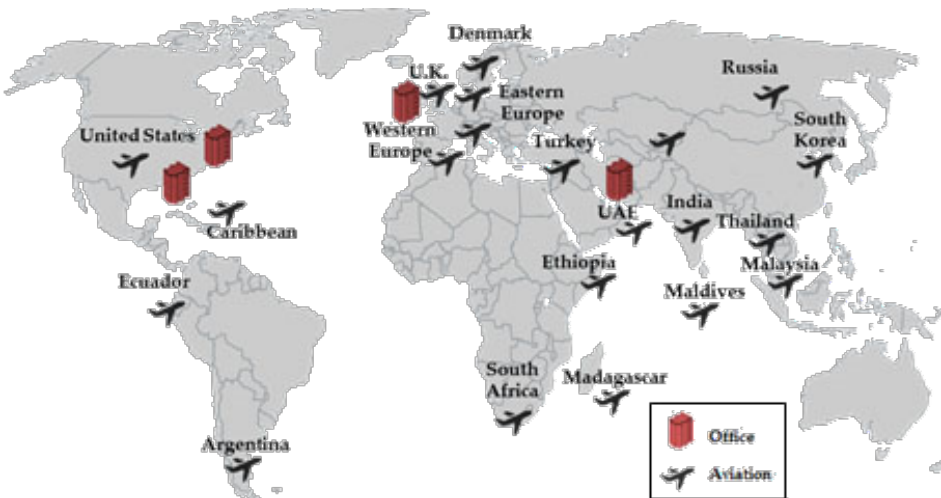 Denmark
U.K.
Russia
Eastern
Europe
United States
Western
Europe
Turkey
South
Korea
UAE
India
Thailand
Caribbean
Ethiopia
Malaysia
Ecuador
Maldives
South
Africa
Madagascar
Argentina
Office
Aviation